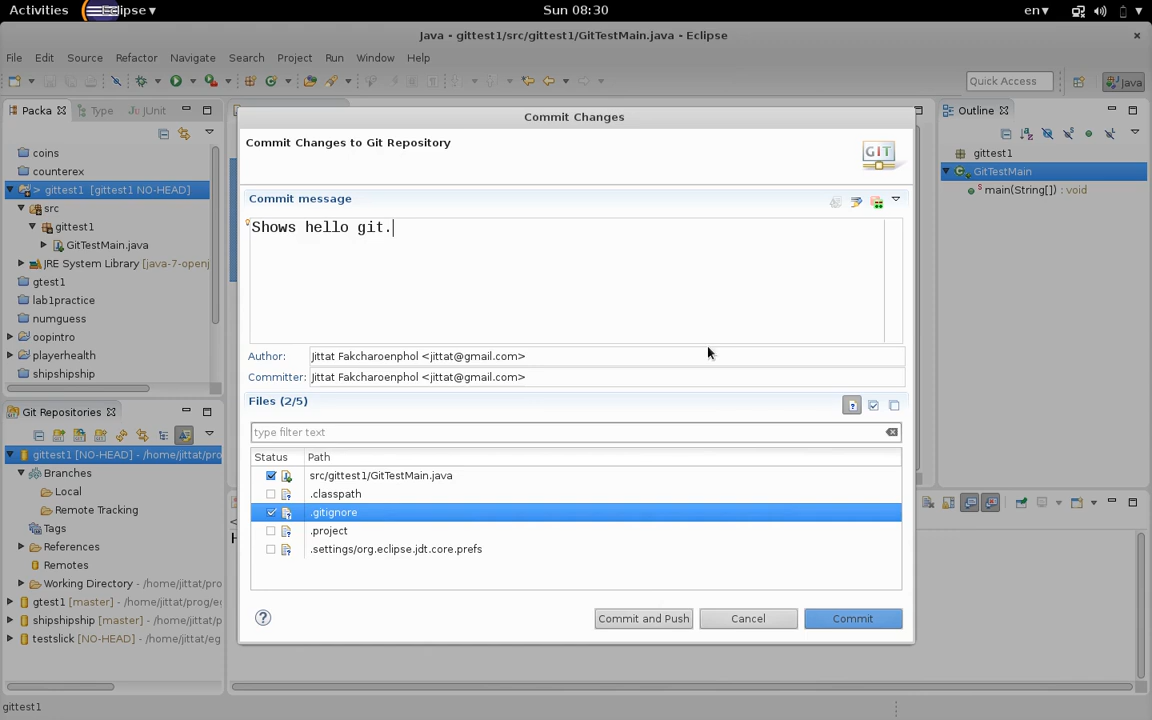 Activities Eclipse ▾ Sun 08:30 en ▾
Java - gittest1/src/gittest1/GitTestMain.java - Eclipse
File Edit Source Refactor Navigate Search Project Run Window Help
Quick Access Java
Packa Type JUnit
coins
counterex
> gittest1 [gittest1 NO-HEAD]
src
gittest1
GitTestMain.java
JRE System Library [java-7-openj
gtest1
lab1practice
numguess
oopintro
playerhealth
shipshipship
Git Repositories
gittest1 [NO-HEAD] - /home/jittat/pro
Branches
Local
Remote Tracking
Tags
References
Remotes
Working Directory - /home/jittat/pro
gtest1 [master] - /home/jittat/prog/e
shipshipship [master] - /home/jittat/
testslick [NO-HEAD] - /home/jittat/eg
Commit Changes
Commit Changes to Git Repository
GIT
Commit message
Shows hello git.
Author: Jittat Fakcharoenphol <jittat@gmail.com>
Committer: Jittat Fakcharoenphol <jittat@gmail.com>
Files (2/5)
type filter text
Status Path
src/gittest1/GitTestMain.java
.classpath
.gitignore
.project
.settings/org.eclipse.jdt.core.prefs
Commit and Push Cancel Commit
Outline
gittest1
GitTestMain
main(String[]) : void
gittest1